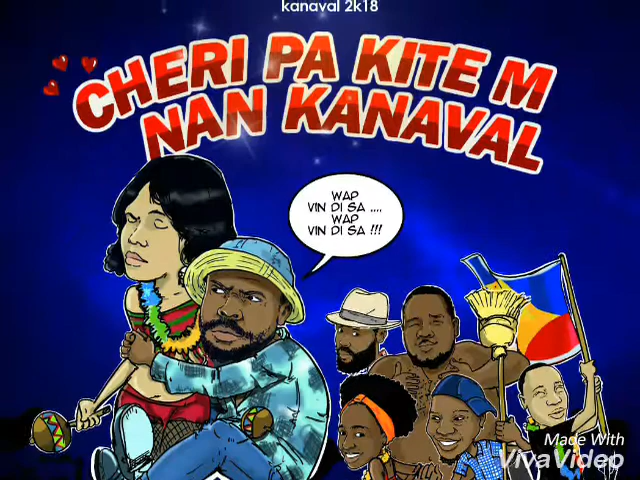 kanaval 2k18
CHERI PA KITE M
NAN KANAVAL
WAP
VIN DI SA ....
WAP
VIN DI SA !!!
Made With
VivaVideo